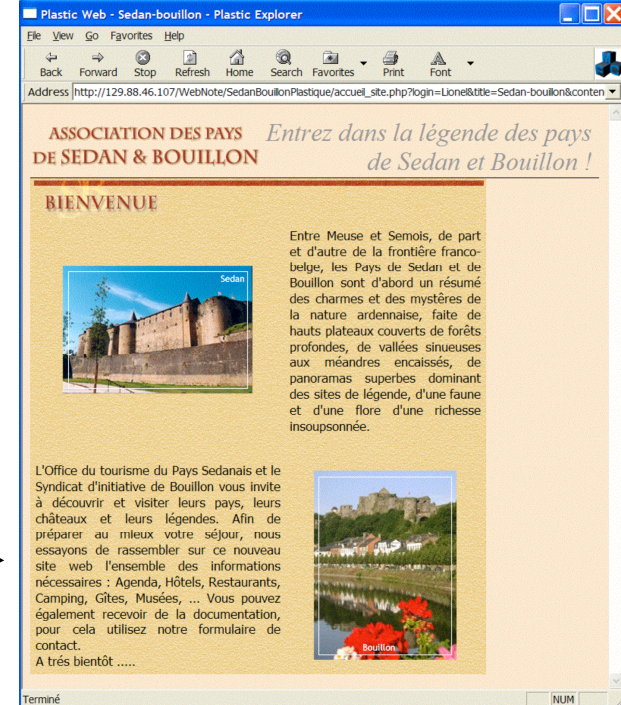 Plastic Web - Sedan-bouillon - Plastic Explorer
File View Go Favorites Help
Back Forward Stop Refresh Home Search Favorites Print Font
Address http://129.88.46.107/WebNote/SedanBouillonPlastique/accueil_site.php?login=Lionel&title=Sedan-bouillon&conten
ASSOCIATION DES PAYS
DE SEDAN & BOUILLON
Entrez dans la légende des pays
de Sedan et Bouillon !
BIENVENUE
Sedan
Entre Meuse et Semois, de part
et d'autre de la frontière franco-
belge, les Pays de Sedan et de
Bouillon sont d'abord un résumé
des charmes et des mystères de
la nature ardennaise, faite de
hauts plateaux couverts de forêts
profondes, de vallées sinueuses
aux méandres encaissés, de
panoramas superbes dominant
des sites de légende, d'une faune
et d'une flore d'une richesse
insoupsonnée.
L'Office du tourisme du Pays Sedanais et le
Syndicat d'initiative de Bouillon vous invite
à découvrir et visiter leurs pays, leurs
châteaux et leurs légendes. Afin de
préparer au mieux votre séjour, nous
essayons de rassembler sur ce nouveau
site web l'ensemble des informations
nécessaires : Agenda, Hôtels, Restaurants,
Camping, Gîtes, Musées, ... Vous pouvez
également recevoir de la documentation,
pour cela utilisez notre formulaire de
contact.
A trés bientôt .....
Bouillon
Terminé
NUM